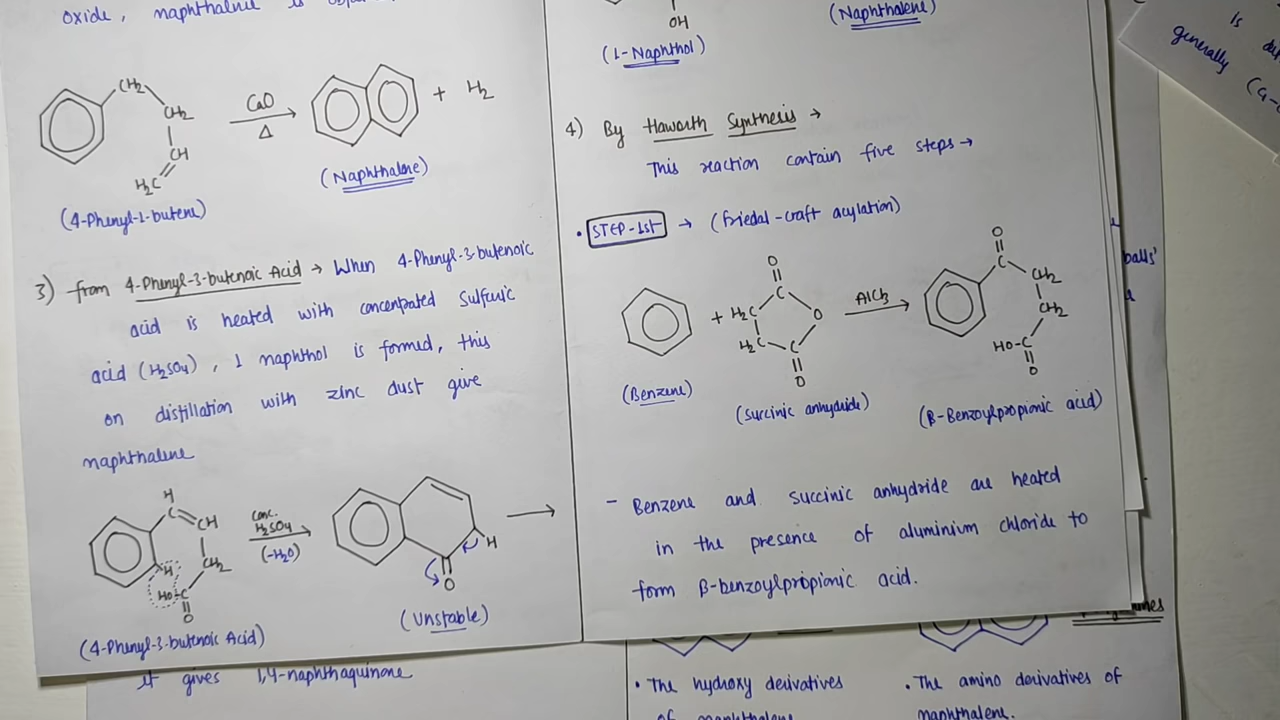 oxide, naphthalene is
CH₂
CH₂
CH
H₂C
CaO
Δ
+ H₂
(Naphthalene)
(4-Phenyl-1-butene)
3) from 4-Phenyl-3-butenoic Acid → When 4-Phenyl-3-butenoic
acid is heated with concentrated Sulfuric
acid (H₂SO₄), 1 naphthol is formed, this
on distillation with zinc dust give
naphthalene
H
C
CH
CH₂
H
HO-C
O
conc.
H₂SO₄
(-H₂O)
H
O
(Unstable)
(4-Phenyl-3-butenoic Acid)
OH
(1-Naphthol)
(Naphthalene)
4) By Haworth Synthesis →
This reaction contain five steps →
• STEP-1st → (friedal-craft acylation)
+
O
C
H₂C
O
H₂C
C
O
AlCl₃
O
C
CH₂
CH₂
HO-C
O
(Benzene)
(Succinic anhydride)
(β-Benzoylpropionic acid)
- Benzene and succinic anhydride are heated
in the presence of aluminium chloride to
form β-benzoylpropionic acid.
it gives 1,4-naphthaquinone
• The hydroxy derivatives
of naphthalene
• The amino derivatives of
naphthalene.
balls'
is
generally